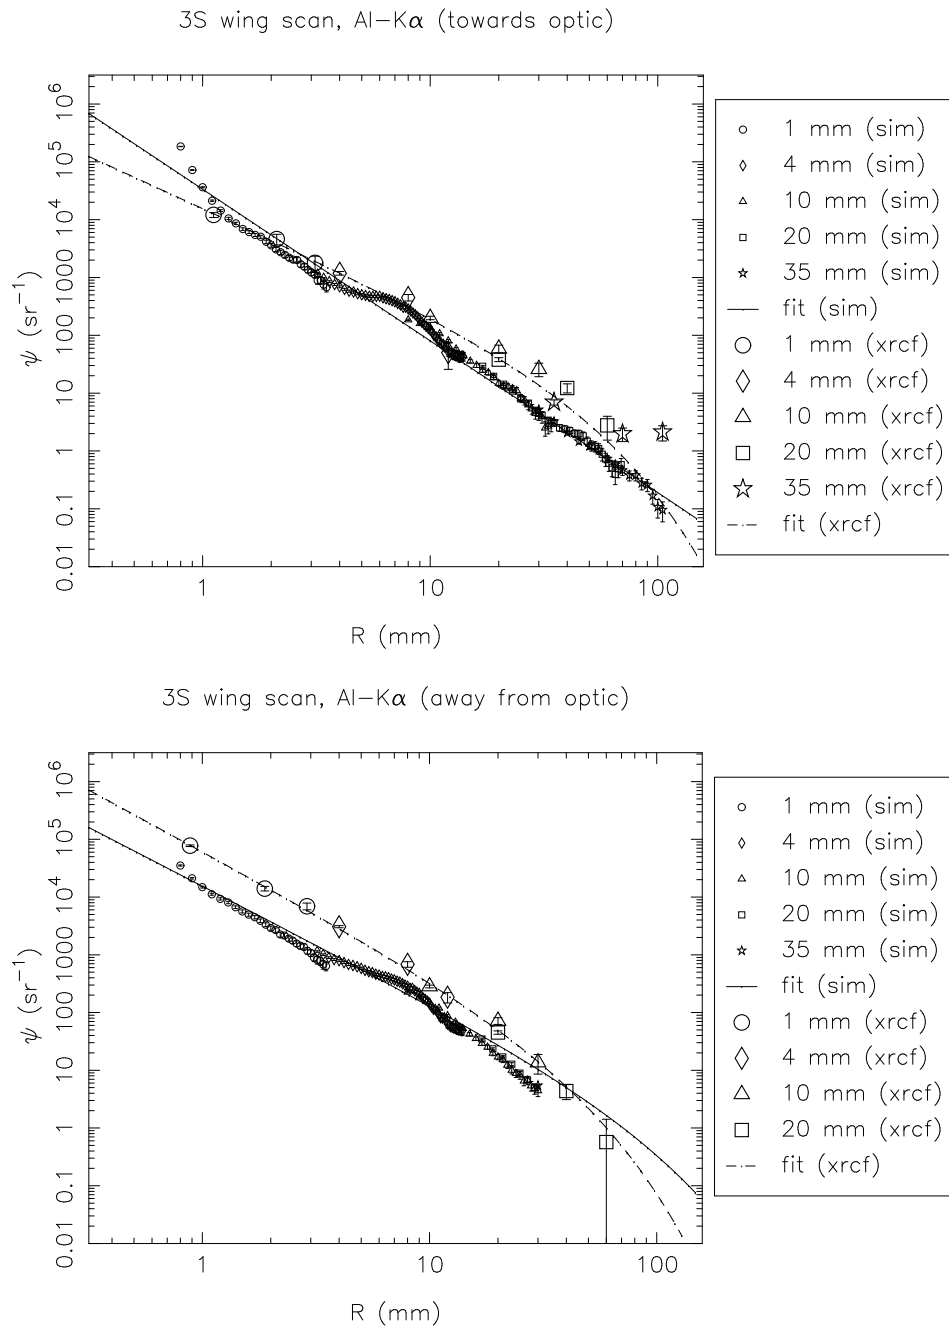 3S wing scan, Al−Kα (towards optic)
10⁶
10⁵
10⁴
1000
100
10
1
0.1
0.01
ψ (sr⁻¹)
1 10 100
R (mm)
1 mm (sim)
4 mm (sim)
10 mm (sim)
20 mm (sim)
35 mm (sim)
fit (sim)
1 mm (xrcf)
4 mm (xrcf)
10 mm (xrcf)
20 mm (xrcf)
35 mm (xrcf)
fit (xrcf)
3S wing scan, Al−Kα (away from optic)
10⁶
10⁵
10⁴
1000
100
10
1
0.1
0.01
ψ (sr⁻¹)
1 10 100
R (mm)
1 mm (sim)
4 mm (sim)
10 mm (sim)
20 mm (sim)
35 mm (sim)
fit (sim)
1 mm (xrcf)
4 mm (xrcf)
10 mm (xrcf)
20 mm (xrcf)
fit (xrcf)